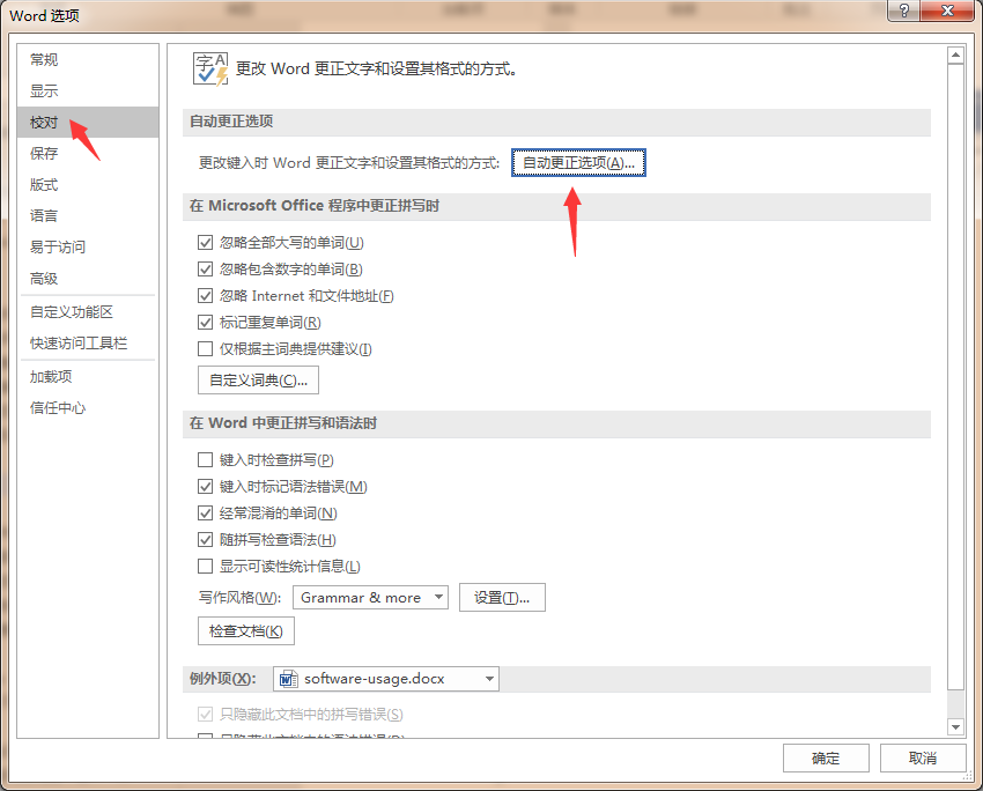 Word 选项
常规
显示
校对
保存
版式
语言
易于访问
高级
自定义功能区
快速访问工具栏
加载项
信任中心
更改 Word 更正文字和设置其格式的方式。
自动更正选项
更改键入时 Word 更正文字和设置其格式的方式: 自动更正选项(A)...
在 Microsoft Office 程序中更正拼写时
忽略全部大写的单词(U)
忽略包含数字的单词(B)
忽略 Internet 和文件地址(F)
标记重复单词(R)
仅根据主词典提供建议(I)
自定义词典(C)...
在 Word 中更正拼写和语法时
键入时检查拼写(P)
键入时标记语法错误(M)
经常混淆的单词(N)
随拼写检查语法(H)
显示可读性统计信息(L)
写作风格(W): Grammar & more 设置(T)...
检查文档(K)
例外项(X): software-usage.docx
只隐藏此文档中的拼写错误(S)
只隐藏此文档中的语法错误(D)
确定 取消